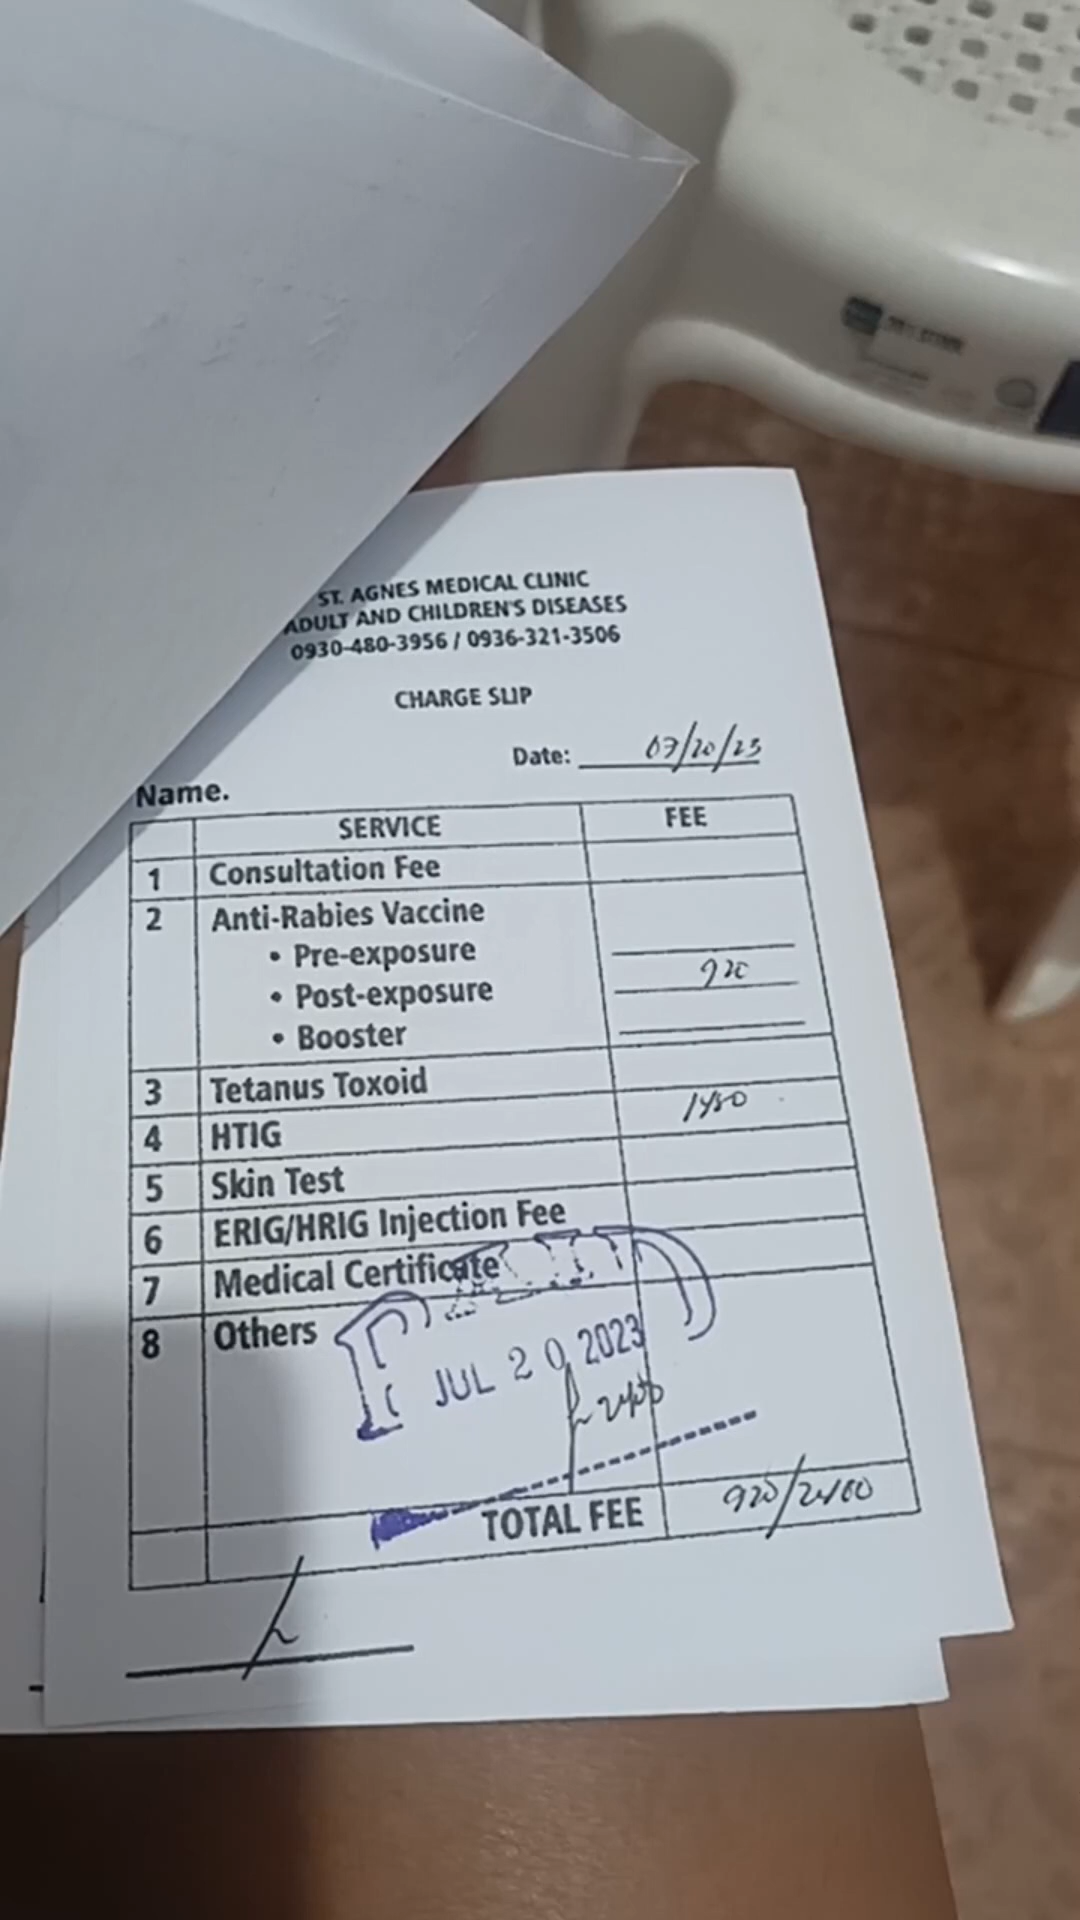 ST. AGNES MEDICAL CLINIC
ADULT AND CHILDREN'S DISEASES
0930-480-3956 / 0936-321-3506
CHARGE SLIP
Date: 07/20/23
Name.
SERVICE FEE
1 Consultation Fee
2 Anti-Rabies Vaccine
• Pre-exposure
• Post-exposure 920
• Booster
3 Tetanus Toxoid
4 HTIG 1480
5 Skin Test
6 ERIG/HRIG Injection Fee
7 Medical Certificate
8 Others
PAID
JUL 20 2023
TOTAL FEE 920/2400